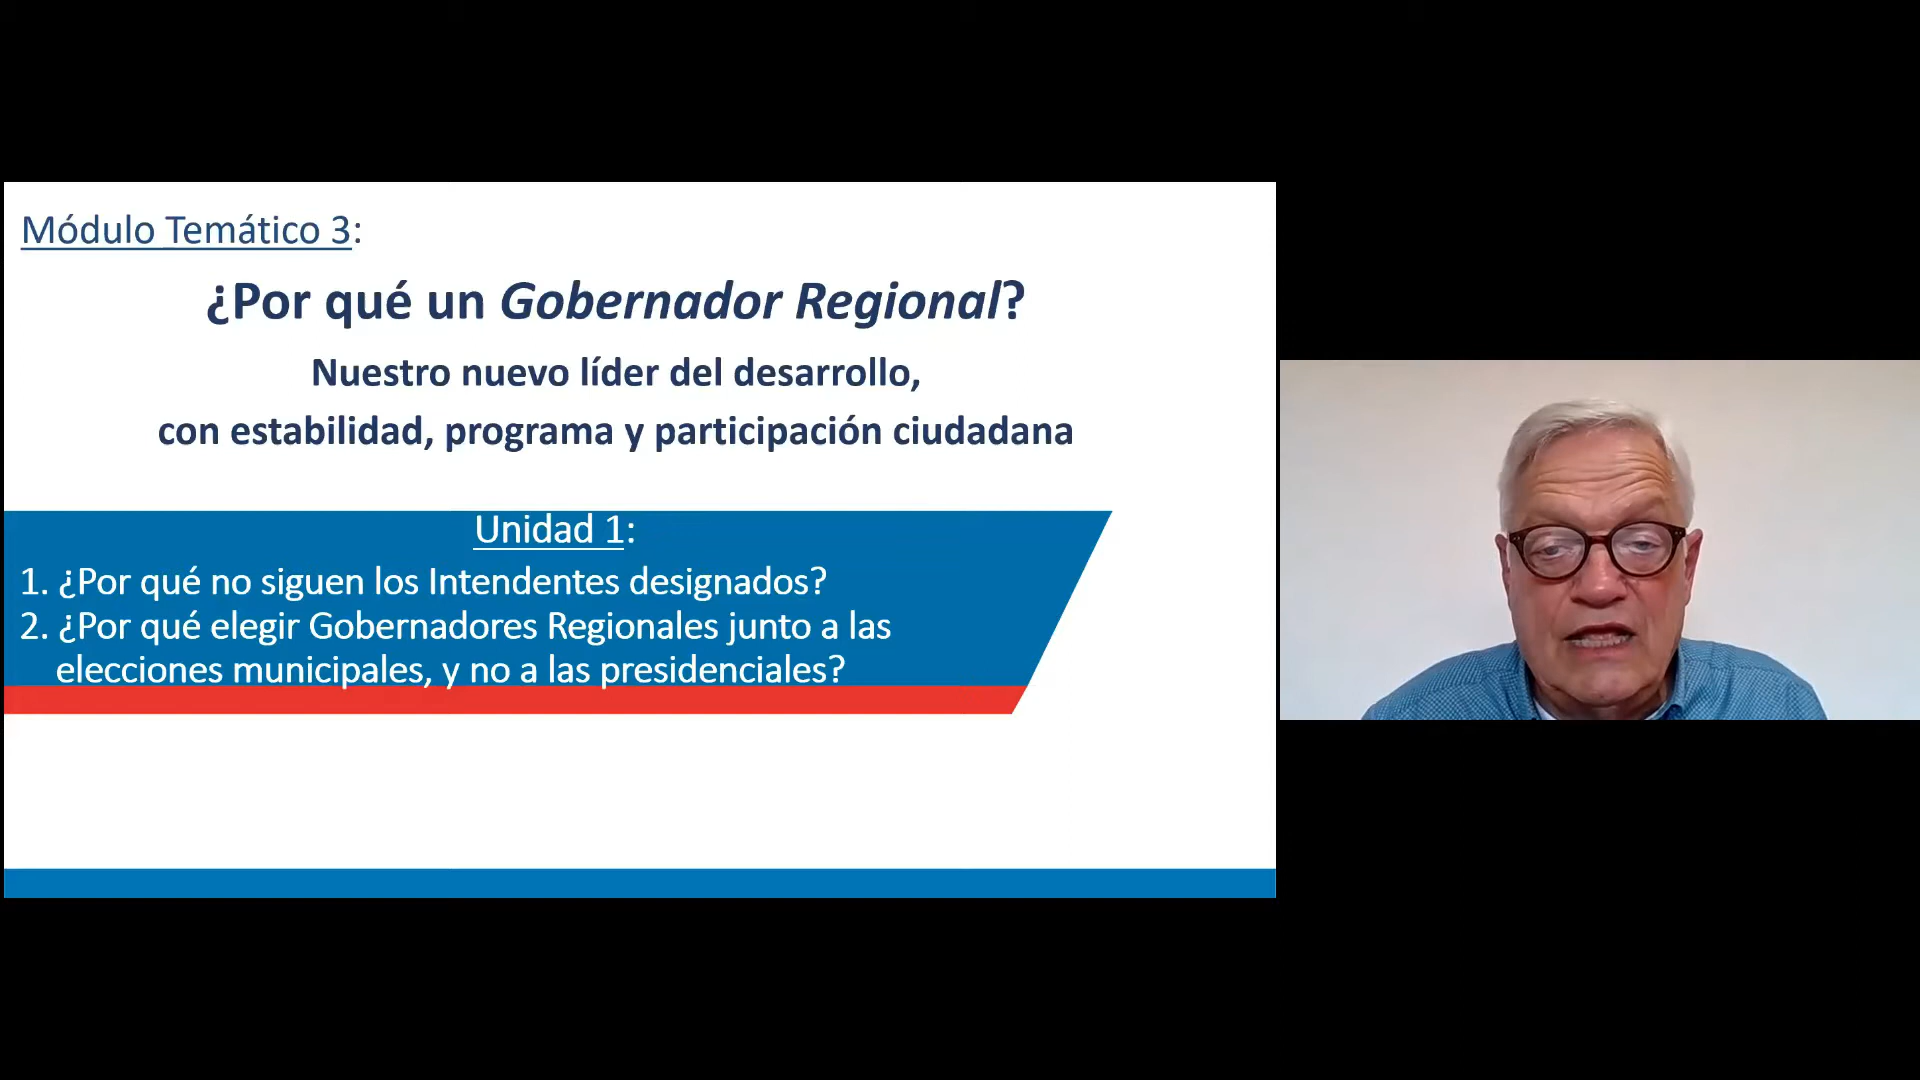 Módulo Temático 3:
¿Por qué un Gobernador Regional?
Nuestro nuevo líder del desarrollo,
con estabilidad, programa y participación ciudadana
Unidad 1:
1. ¿Por qué no siguen los Intendentes designados?
2. ¿Por qué elegir Gobernadores Regionales junto a las
elecciones municipales, y no a las presidenciales?